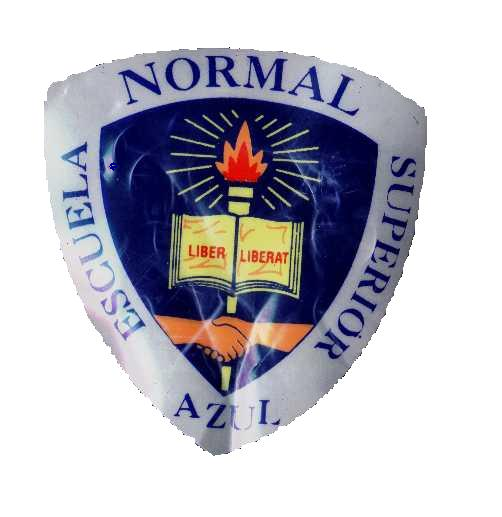 ESCUELA
NORMAL
SUPERIOR
AZUL
LIBER LIBERAT